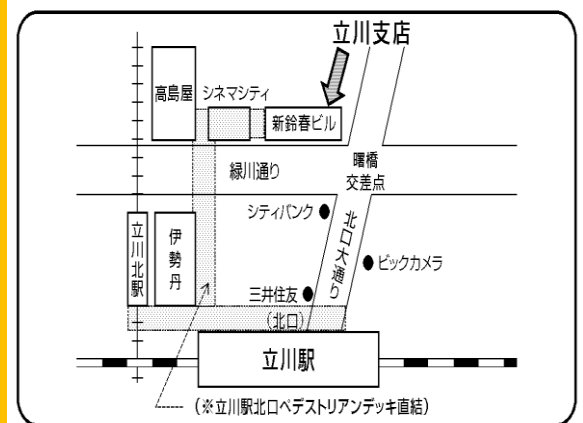 立川支店
高島屋
シネマシティ
新鈴春ビル
緑川通り
曙橋
交差点
シティバンク
北口大通り
ビックカメラ
立川北駅
伊勢丹
三井住友
(北口)
立川駅
(※立川駅北口ペデストリアンデッキ直結)